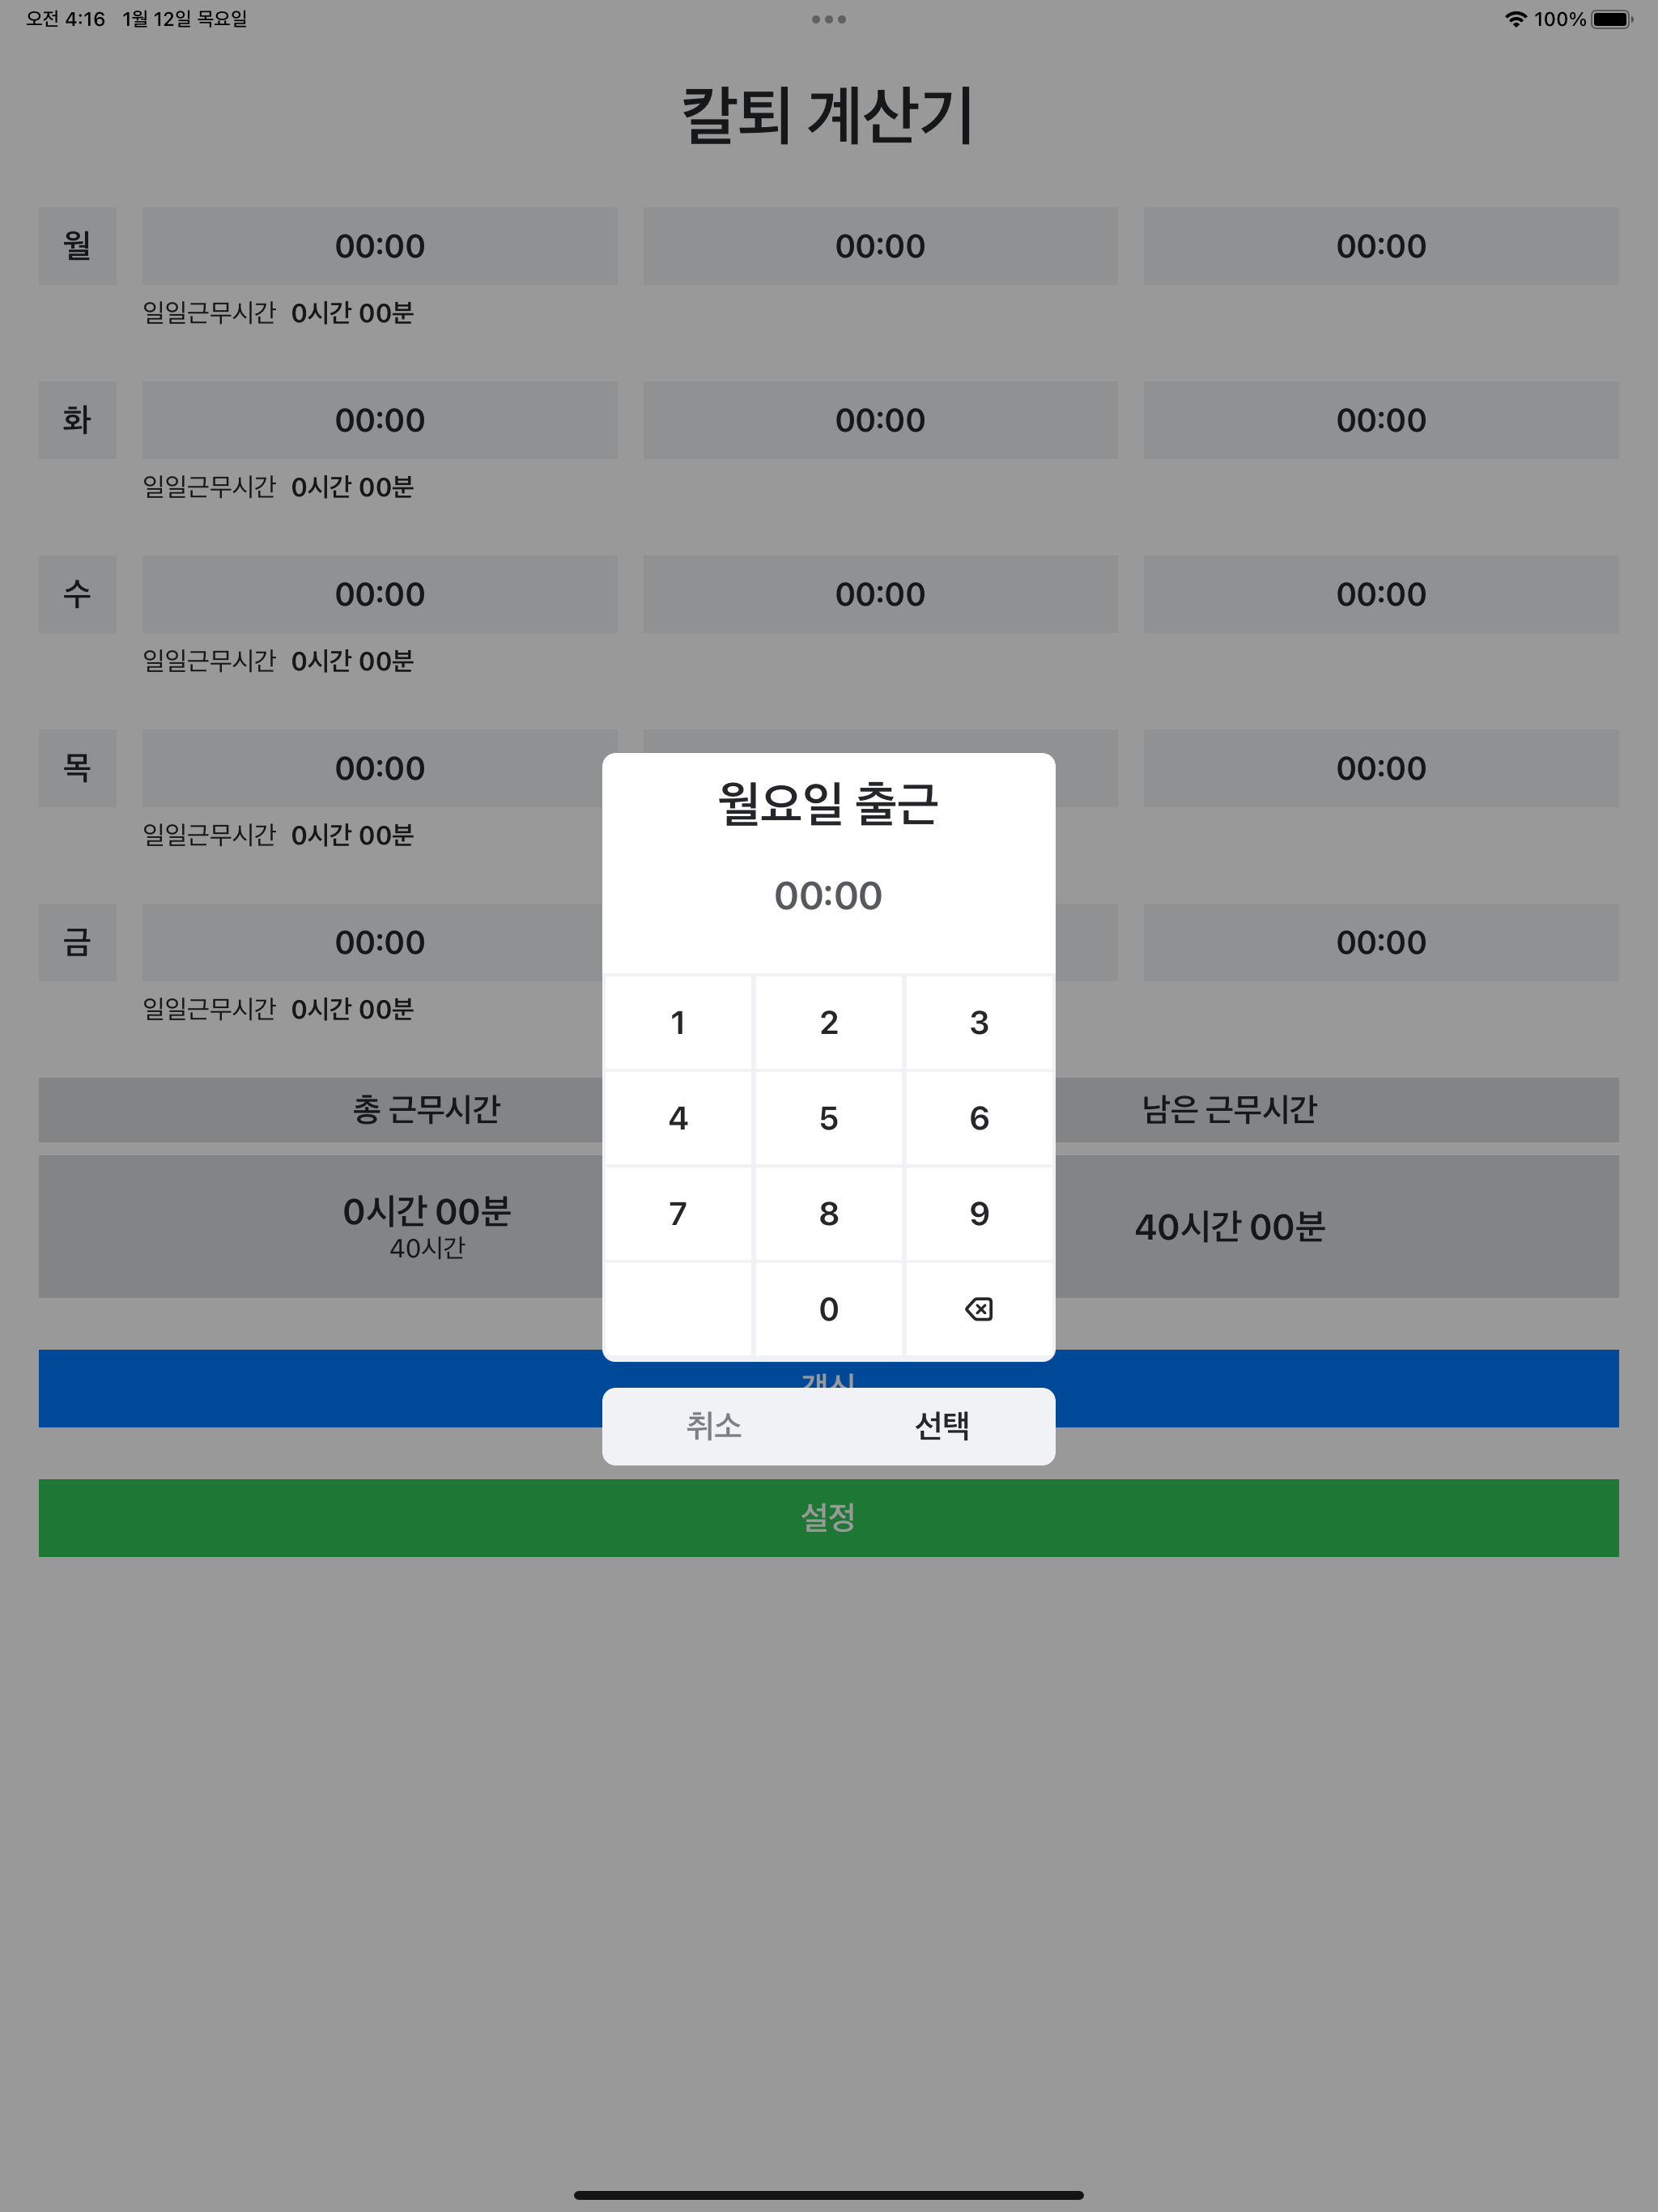 오전 4:16 1월 12일 목요일 100%
칼퇴 계산기
월 00:00 00:00 00:00
일일근무시간 0시간 00분
화 00:00 00:00 00:00
일일근무시간 0시간 00분
수 00:00 00:00 00:00
일일근무시간 0시간 00분
목 00:00 00:00
일일근무시간 0시간 00분
금 00:00 00:00
일일근무시간 0시간 00분
총 근무시간 남은 근무시간
0시간 00분
40시간
40시간 00분
월요일 출근
00:00
1 2 3
4 5 6
7 8 9
0
취소 선택
설정